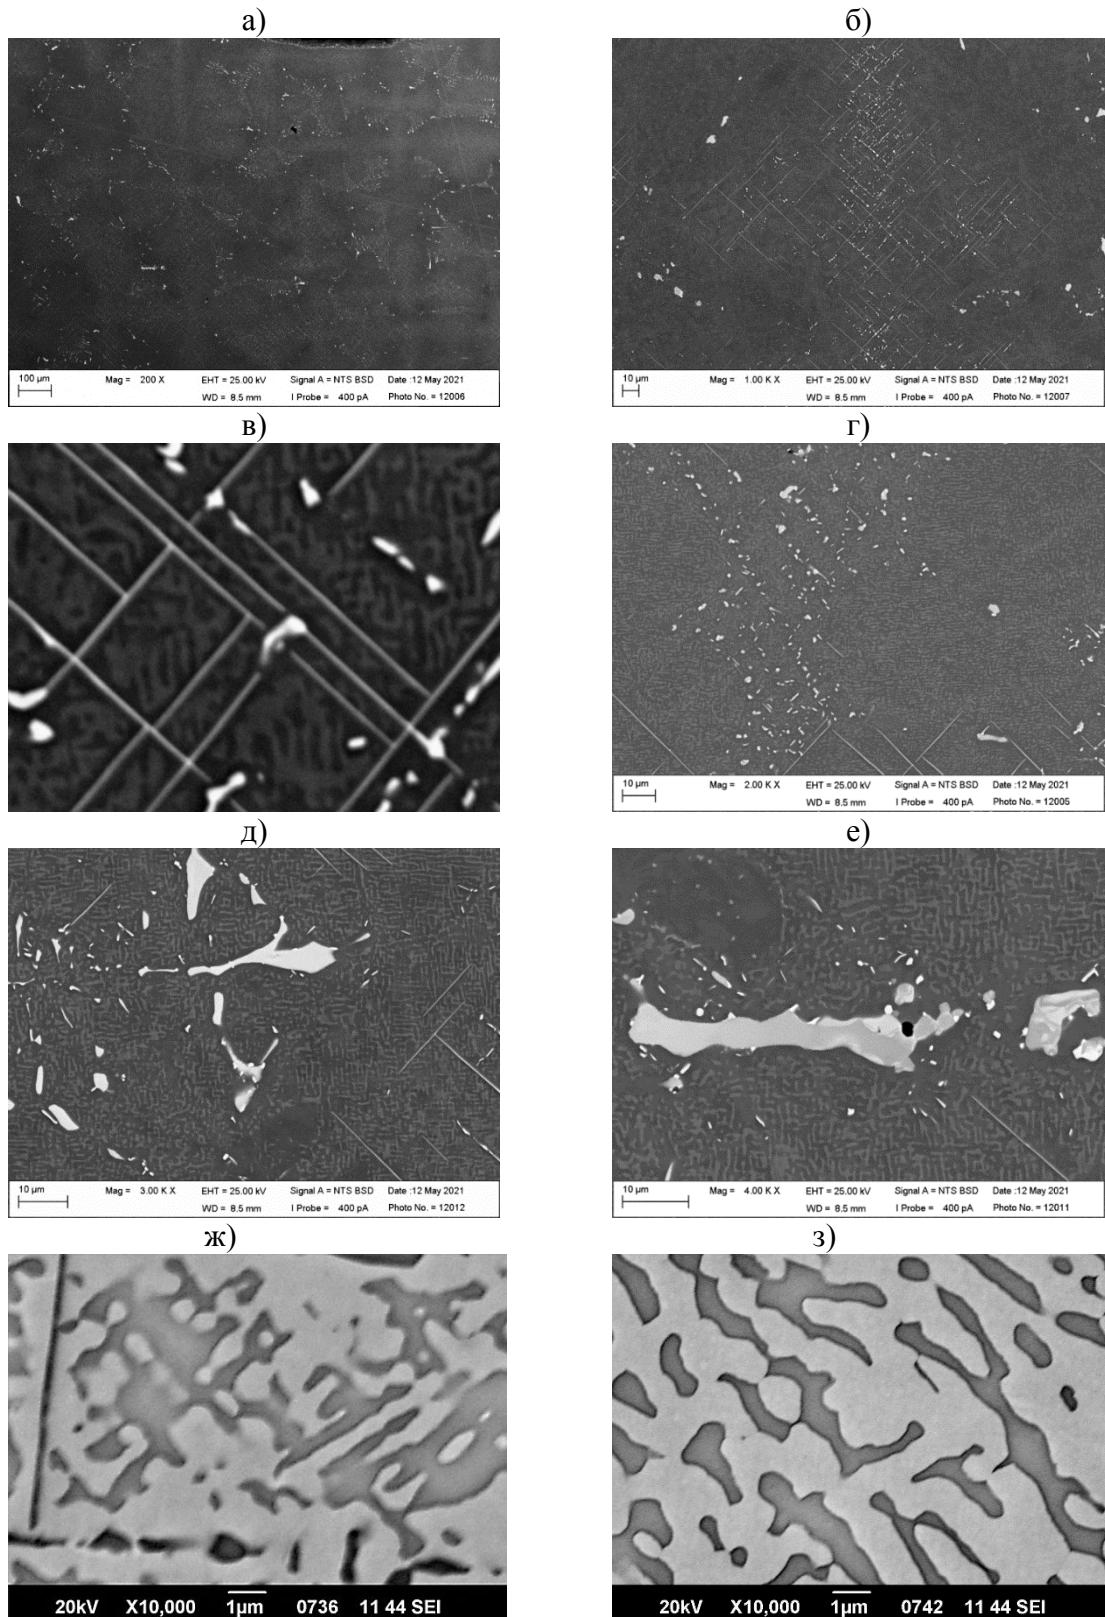 а)
б)
100 µm Mag = 200 X EHT = 25.00 kV Signal A = NTS BSD Date :12 May 2021
WD = 8.5 mm I Probe = 400 pA Photo No. = 12006
10 µm Mag = 1.00 K X EHT = 25.00 kV Signal A = NTS BSD Date :12 May 2021
WD = 8.5 mm I Probe = 400 pA Photo No. = 12007
в)
г)
10 µm Mag = 2.00 K X EHT = 25.00 kV Signal A = NTS BSD Date :12 May 2021
WD = 8.5 mm I Probe = 400 pA Photo No. = 12005
д)
е)
10 µm Mag = 3.00 K X EHT = 25.00 kV Signal A = NTS BSD Date :12 May 2021
WD = 8.5 mm I Probe = 400 pA Photo No. = 12012
10 µm Mag = 4.00 K X EHT = 25.00 kV Signal A = NTS BSD Date :12 May 2021
WD = 8.5 mm I Probe = 400 pA Photo No. = 12011
ж)
з)
20kV X10,000 1µm 0736 11 44 SEI
20kV X10,000 1µm 0742 11 44 SEI